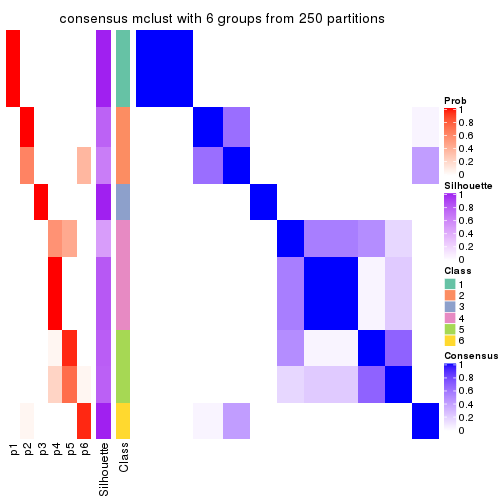 consensus mclust with 6 groups from 250 partitions
Prob
1
0.8
0.6
0.4
0.2
0
Silhouette
1
0.8
0.6
0.4
0.2
0
Class
1
2
3
4
5
6
Consensus
1
0.8
0.6
0.4
0.2
0
p1
p2
p3
p4
p5
p6
Silhouette
Class